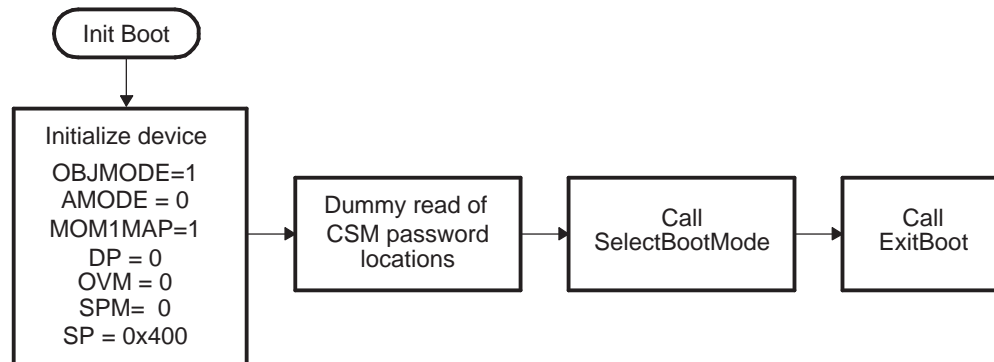 Init Boot
Initialize device
OBJMODE=1
AMODE = 0
MOM1MAP=1
DP = 0
OVM = 0
SPM= 0
SP = 0x400
Dummy read of
CSM password
locations
Call
SelectBootMode
Call
ExitBoot